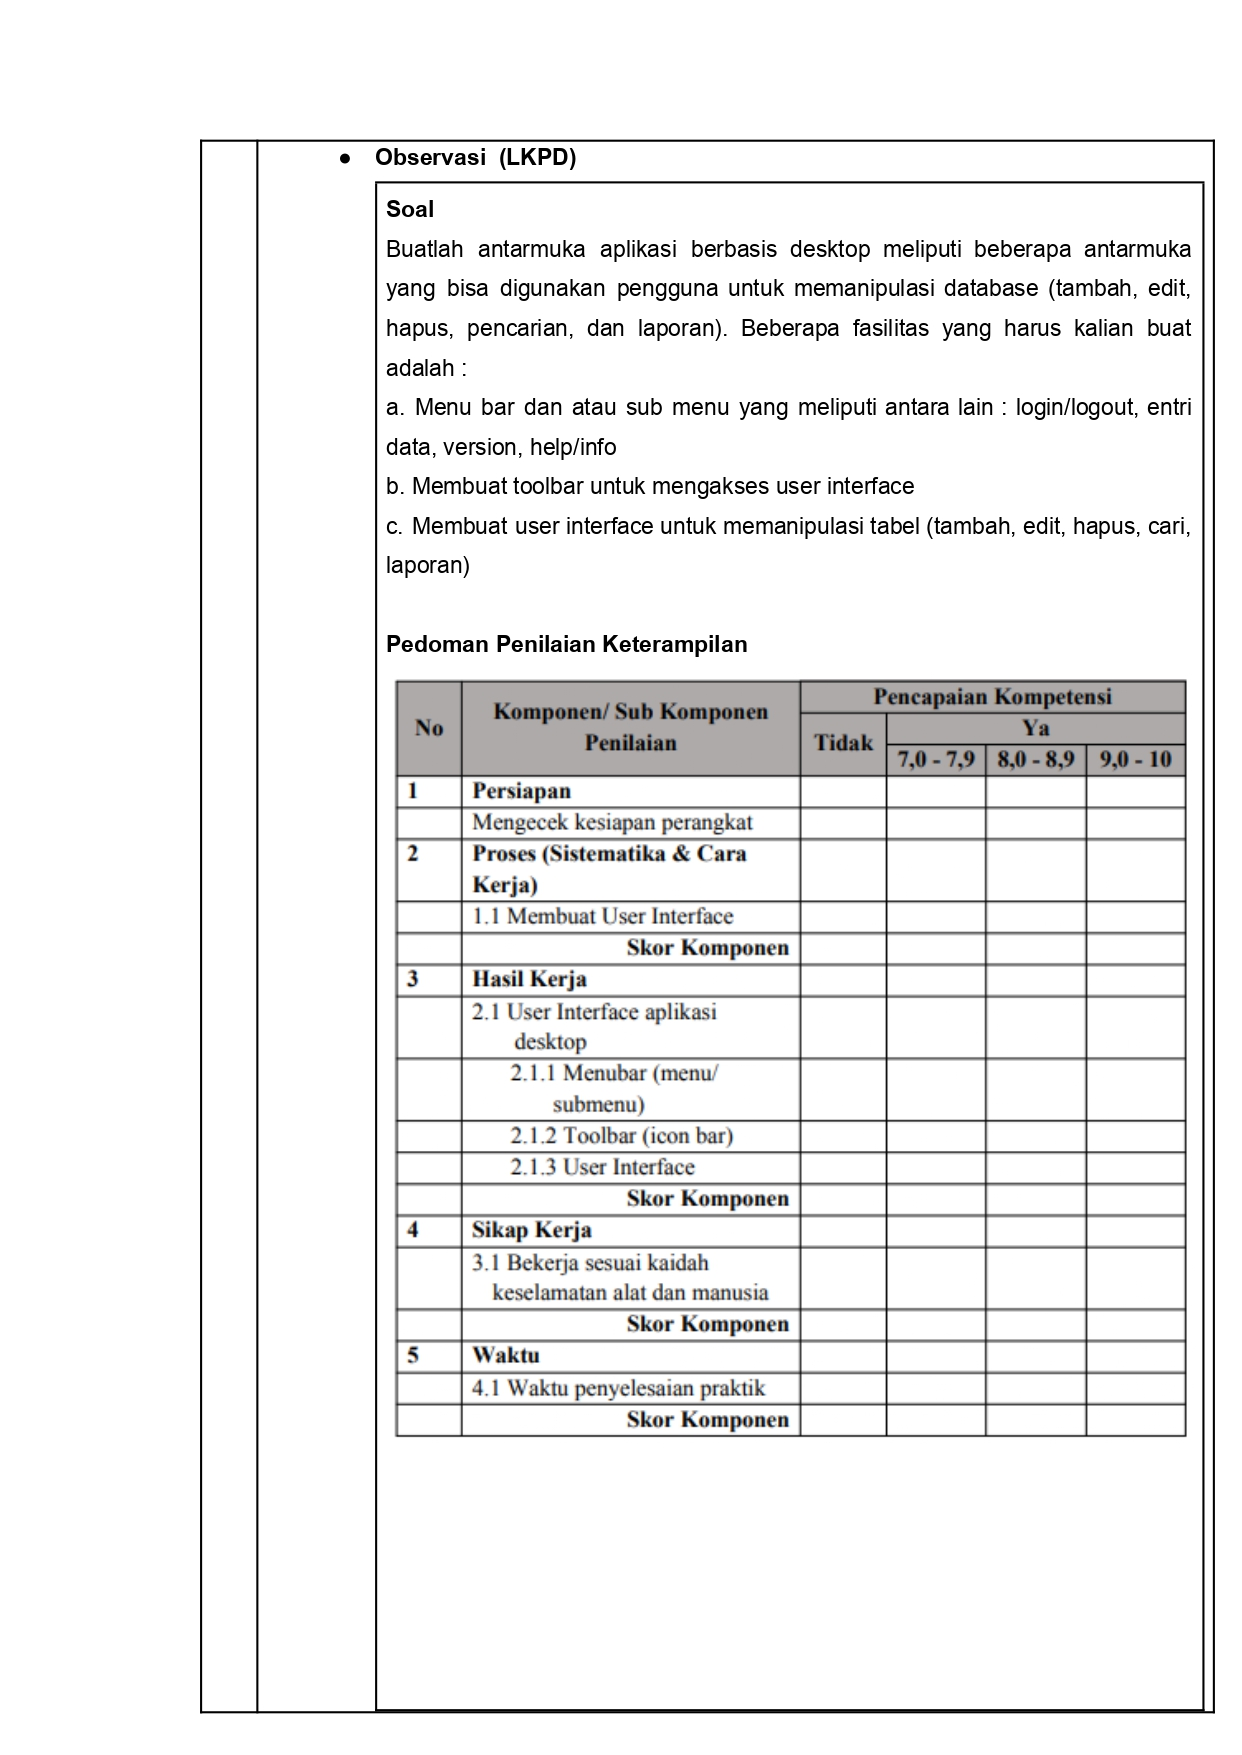 ● Observasi (LKPD)
Soal
Buatlah antarmuka aplikasi berbasis desktop meliputi beberapa antarmuka
yang bisa digunakan pengguna untuk memanipulasi database (tambah, edit,
hapus, pencarian, dan laporan). Beberapa fasilitas yang harus kalian buat
adalah :
a. Menu bar dan atau sub menu yang meliputi antara lain : login/logout, entri
data, version, help/info
b. Membuat toolbar untuk mengakses user interface
c. Membuat user interface untuk memanipulasi tabel (tambah, edit, hapus, cari,
laporan)
Pedoman Penilaian Keterampilan
No
Komponen/ Sub Komponen
Penilaian
Pencapaian Kompetensi
Tidak
Ya
7,0 - 7,9 8,0 - 8,9 9,0 - 10
1 Persiapan
Mengecek kesiapan perangkat
2 Proses (Sistematika & Cara
Kerja)
1.1 Membuat User Interface
Skor Komponen
3 Hasil Kerja
2.1 User Interface aplikasi
desktop
2.1.1 Menubar (menu/
submenu)
2.1.2 Toolbar (icon bar)
2.1.3 User Interface
Skor Komponen
4 Sikap Kerja
3.1 Bekerja sesuai kaidah
keselamatan alat dan manusia
Skor Komponen
5 Waktu
4.1 Waktu penyelesaian praktik
Skor Komponen